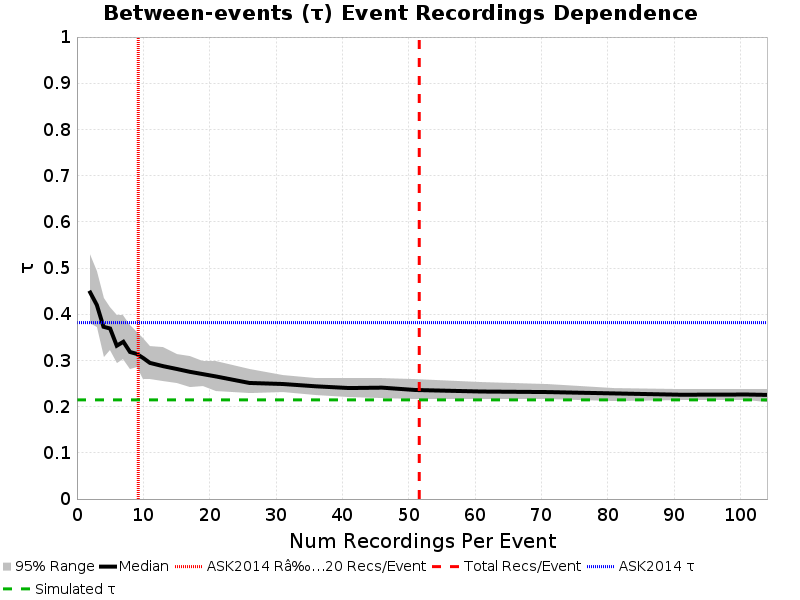 Between-events (τ) Event Recordings Dependence
1
0.9
0.8
0.7
0.6
0.5
0.4
0.3
0.2
0.1
0
τ
0 10 20 30 40 50 60 70 80 90 100
Num Recordings Per Event
95% Range Median ASK2014 Râ‰…20 Recs/Event Total Recs/Event ASK2014 τ
Simulated τ